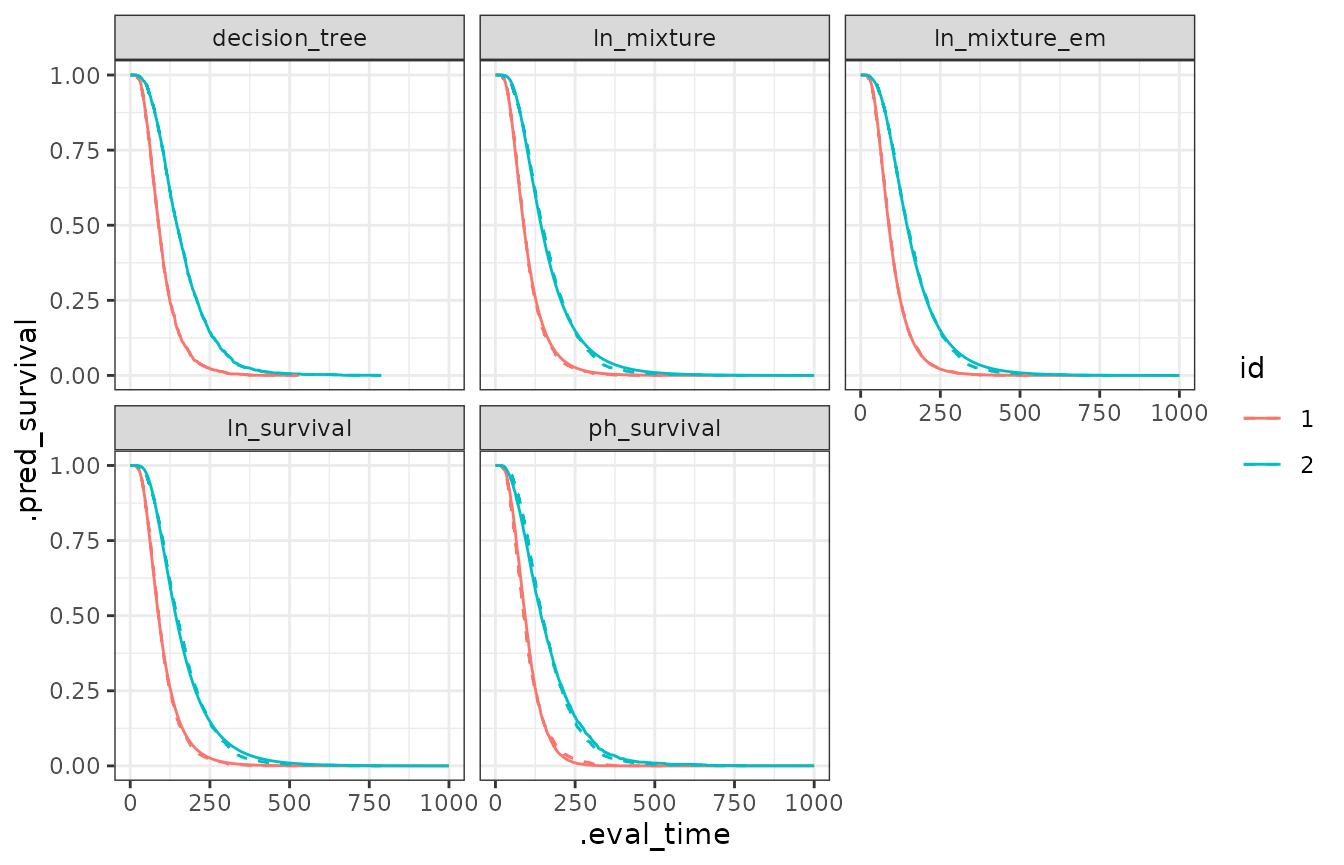 decision_tree
ln_mixture
ln_mixture_em
1.00
0.75
0.50
0.25
0.00
0 250 500 750 1000
ln_survival
ph_survival
1.00
0.75
0.50
0.25
0.00
0 250 500 750 1000
0 250 500 750 1000
.pred_survival
.eval_time
id
1
2